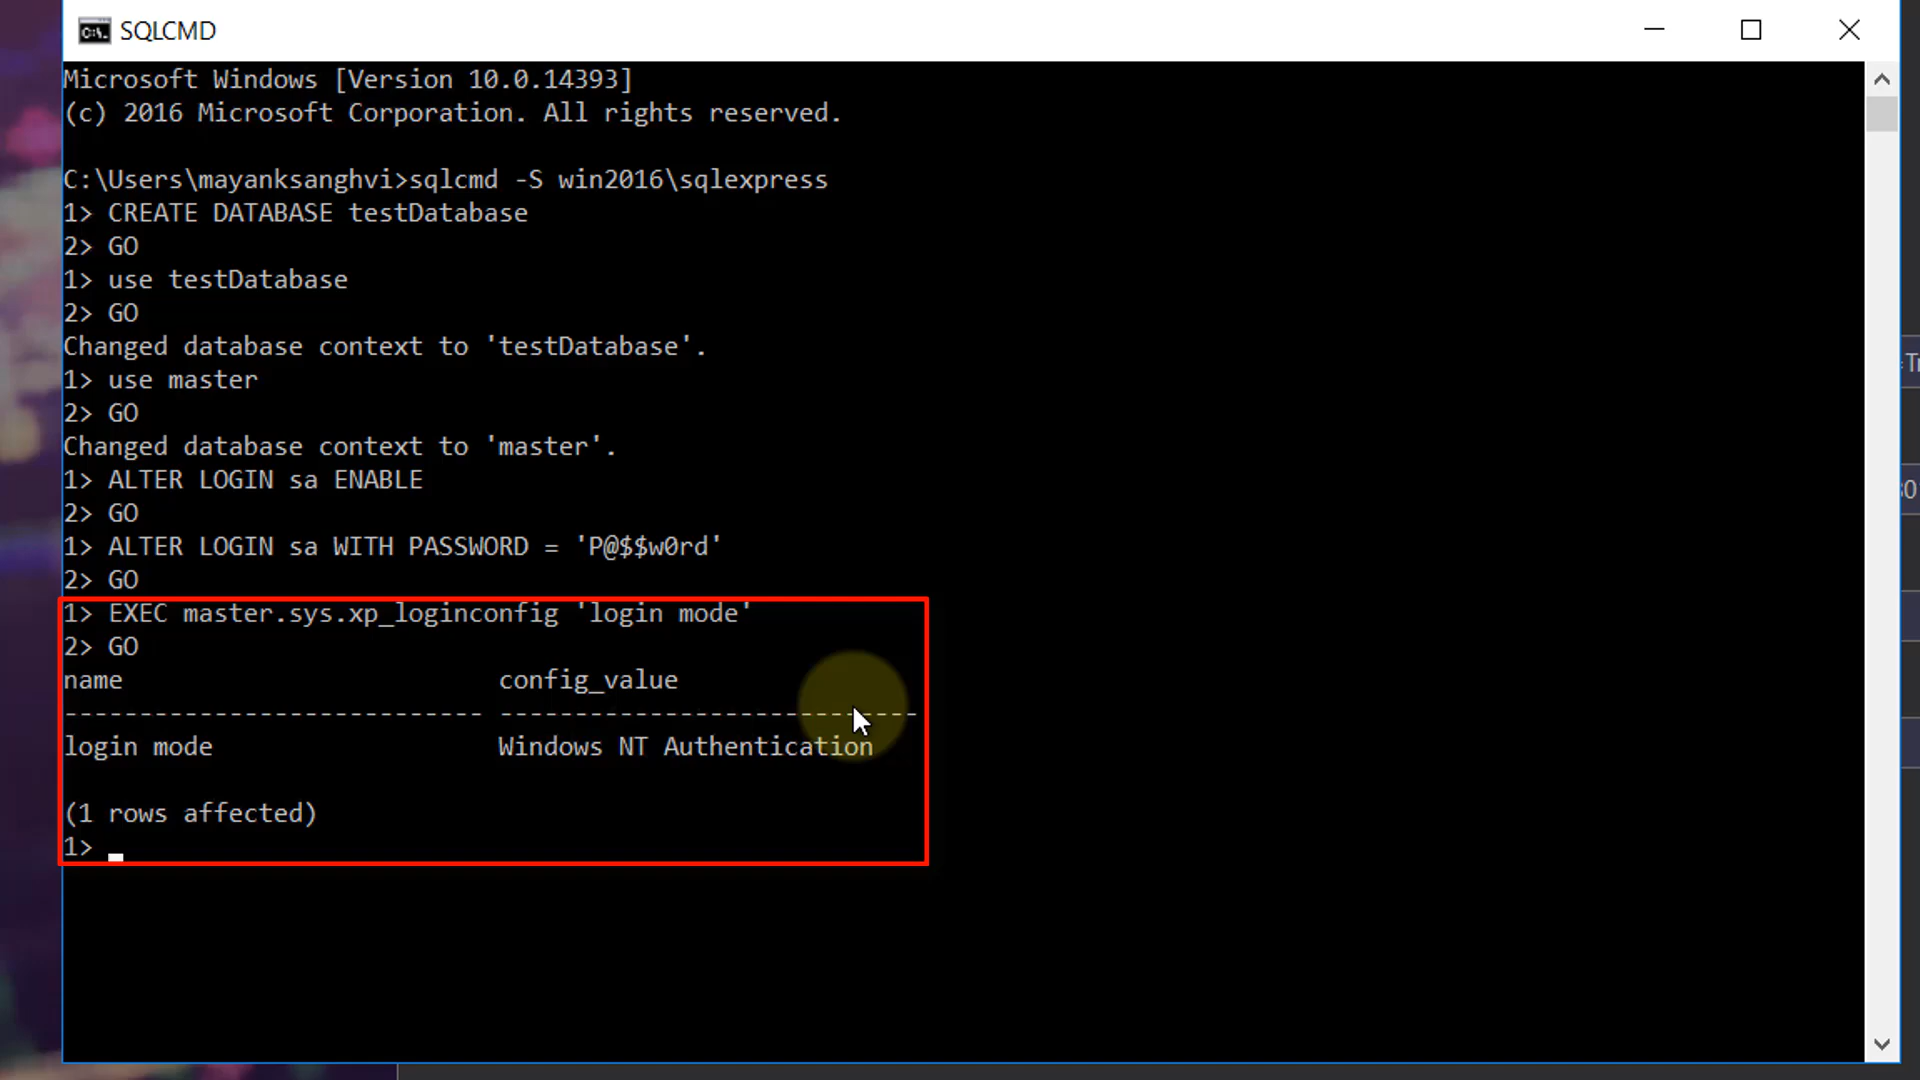 SQLCMD
Microsoft Windows [Version 10.0.14393]
(c) 2016 Microsoft Corporation. All rights reserved.
C:\Users\mayanksanghvi>sqlcmd -S win2016\sqlexpress
1> CREATE DATABASE testDatabase
2> GO
1> use testDatabase
2> GO
Changed database context to 'testDatabase'.
1> use master
2> GO
Changed database context to 'master'.
1> ALTER LOGIN sa ENABLE
2> GO
1> ALTER LOGIN sa WITH PASSWORD = 'P@$$w0rd'
2> GO
1> EXEC master.sys.xp_loginconfig 'login mode'
2> GO
name config_value
---------------------------- ----------------------------
login mode Windows NT Authentication
(1 rows affected)
1>